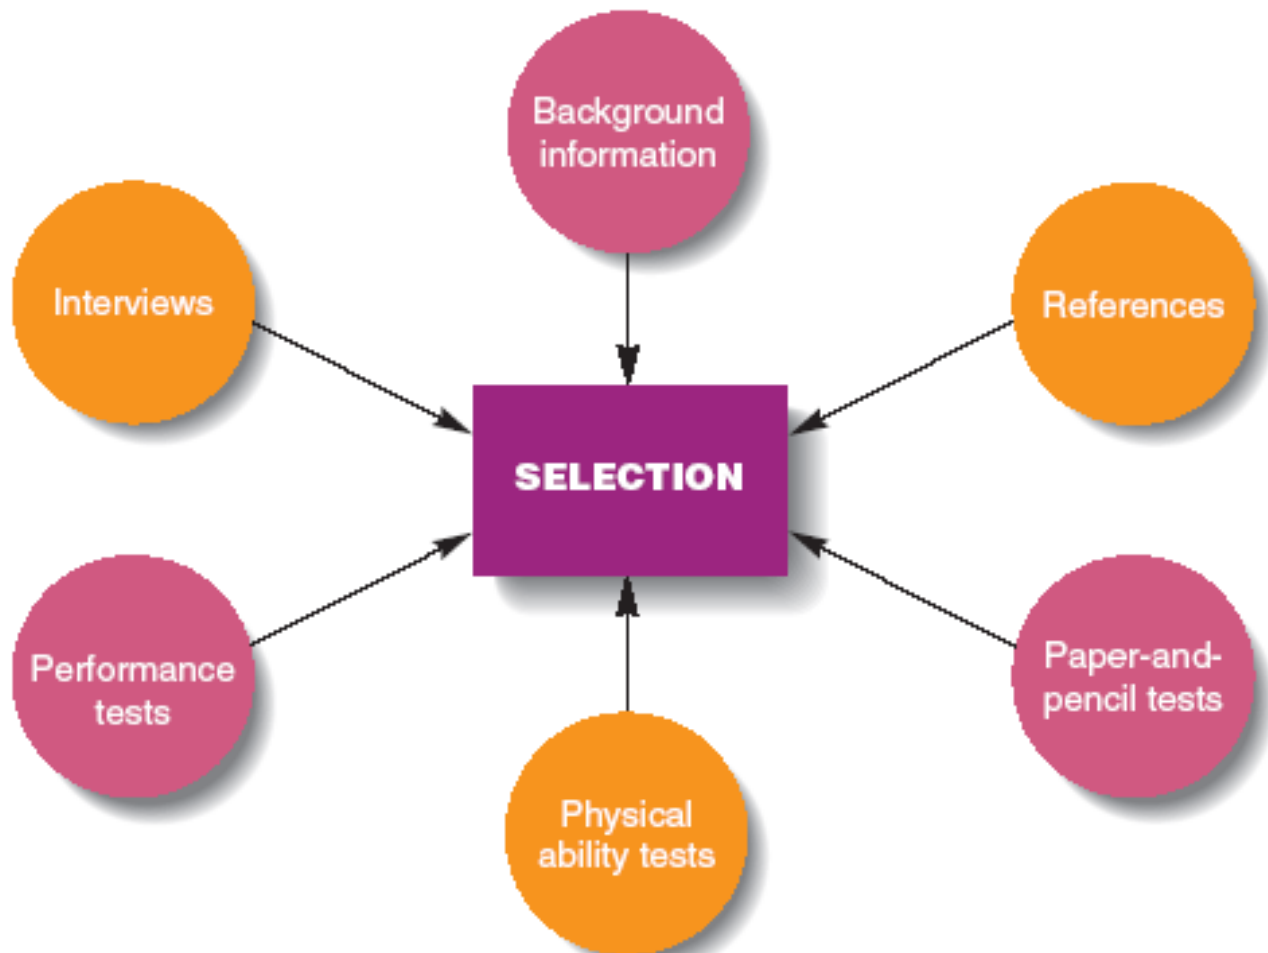 Background
information
Interviews
References
SELECTION
Performance
tests
Paper-and-
pencil tests
Physical
ability tests